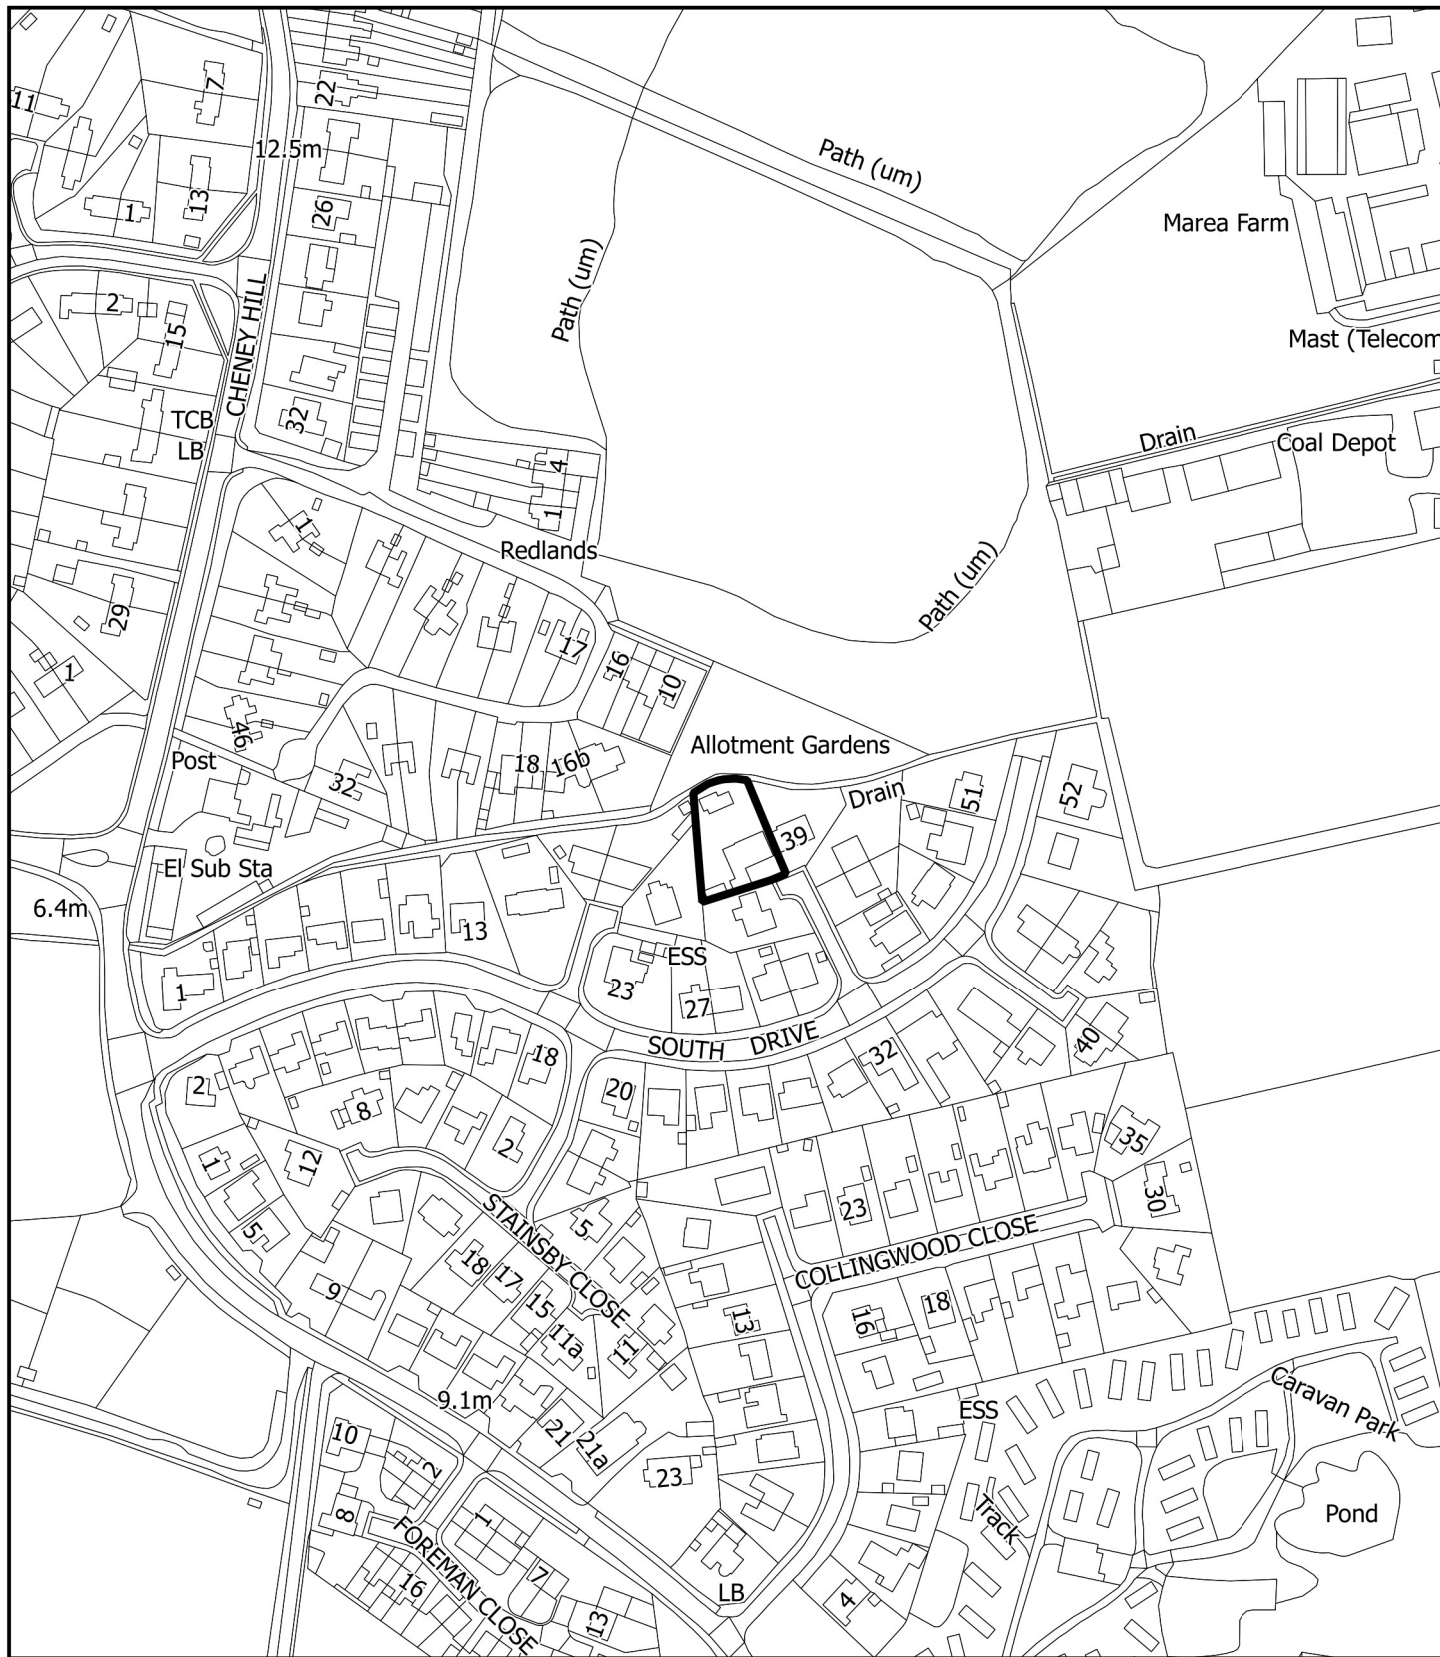 11
7
22
12.5m
Path (um)
1
13
26
Marea Farm
Path (um)
2
15
CHENEY HILL
Mast (Telecom
TCB
LB
32
Drain
Coal Depot
4
1
1
Redlands
Path (um)
29
17
1
16
10
46
Post
18
16b
Allotment Gardens
32
Drain
51
52
39
El Sub Sta
6.4m
13
ESS
23
1
27
SOUTH DRIVE
18
32
40
2
20
8
2
35
1
12
30
5
STAINSBY CLOSE
5
23
COLLINGWOOD CLOSE
18
17
9
15
13
16
18
11a
11
9.1m
Caravan Park
ESS
10
21
21a
2
23
8
1
Track
Pond
FOREMAN CLOSE
16
7
LB
4
13